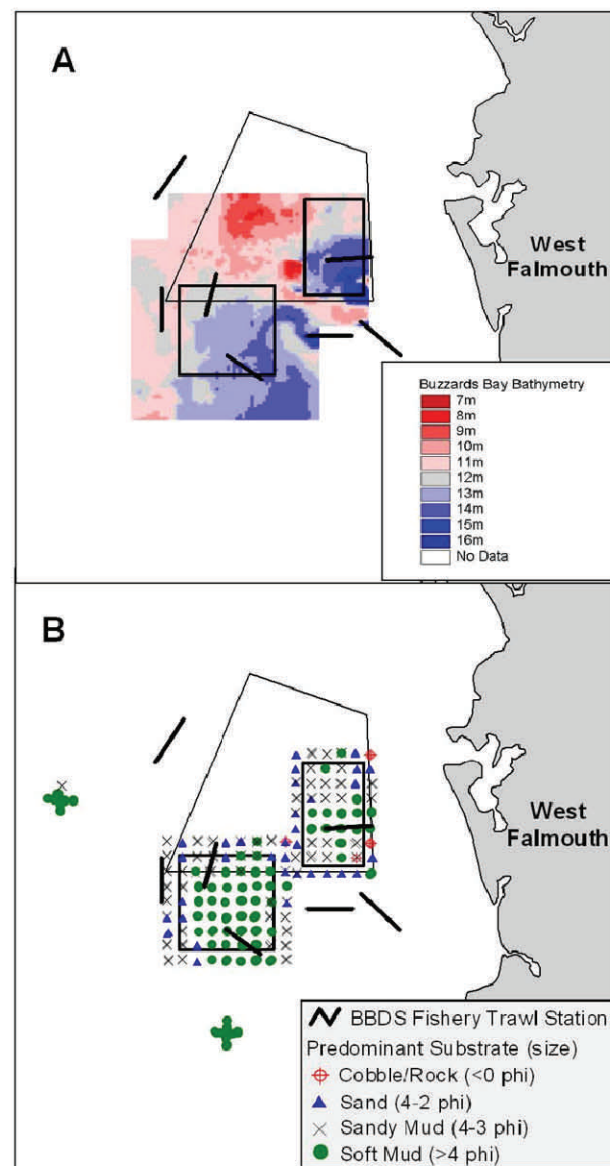 A
West
Falmouth
Buzzards Bay Bathymetry
7m
8m
9m
10m
11m
12m
13m
14m
15m
16m
No Data
B
West
Falmouth
BBDS Fishery Trawl Station
Predominant Substrate (size)
Cobble/Rock (<0 phi)
Sand (4-2 phi)
Sandy Mud (4-3 phi)
Soft Mud (>4 phi)